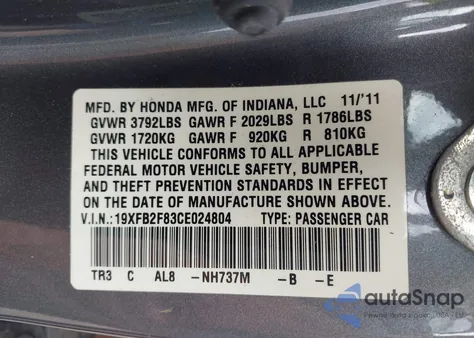 MFD. BY HONDA MFG. OF INDIANA, LLC 11/'11
GVWR 3792LBS GAWR F 2029LBS R 1786LBS
GVWR 1720KG GAWR F 920KG R 810KG
THIS VEHICLE CONFORMS TO ALL APPLICABLE
FEDERAL MOTOR VEHICLE SAFETY, BUMPER,
AND THEFT PREVENTION STANDARDS IN EFFECT
ON THE DATE OF MANUFACTURE SHOWN ABOVE.
V.I.N: 19XFB2F83CE024804 TYPE: PASSENGER CAR
TR3 C AL8 -NH737M -B -E
autoSnap